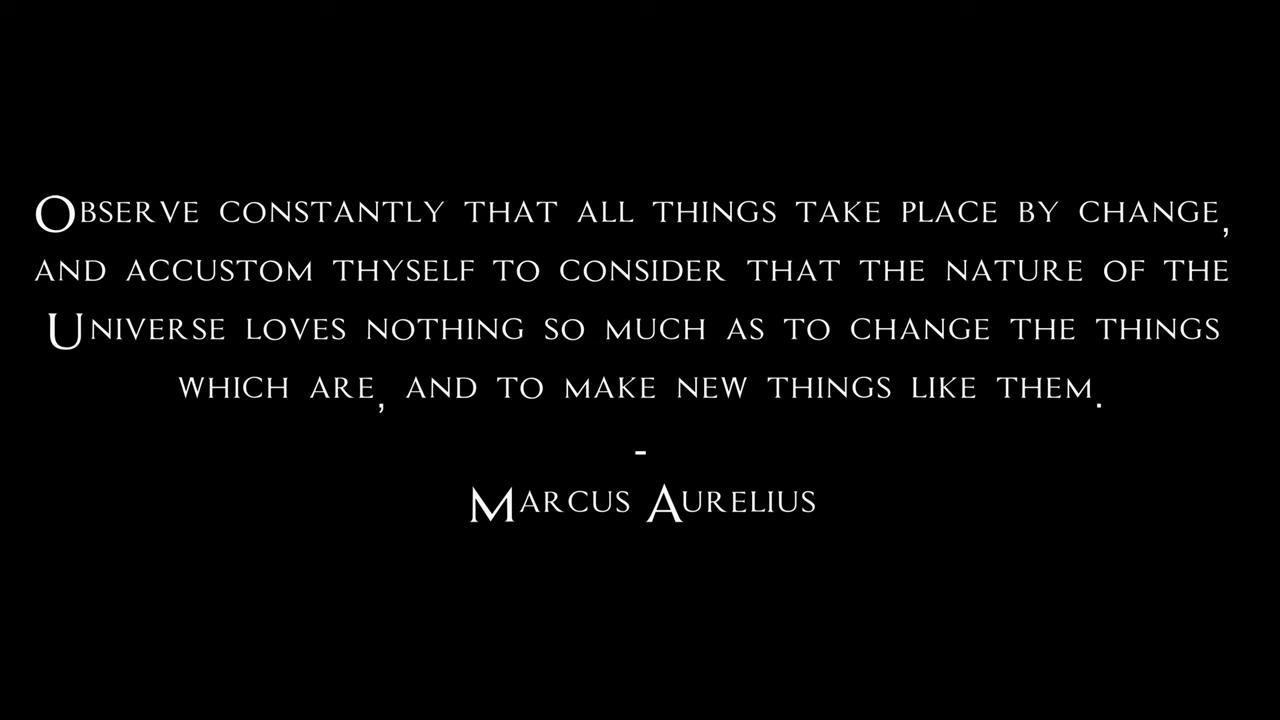 Observe constantly that all things take place by change,
and accustom thyself to consider that the nature of the
Universe loves nothing so much as to change the things
which are, and to make new things like them.
-
Marcus Aurelius